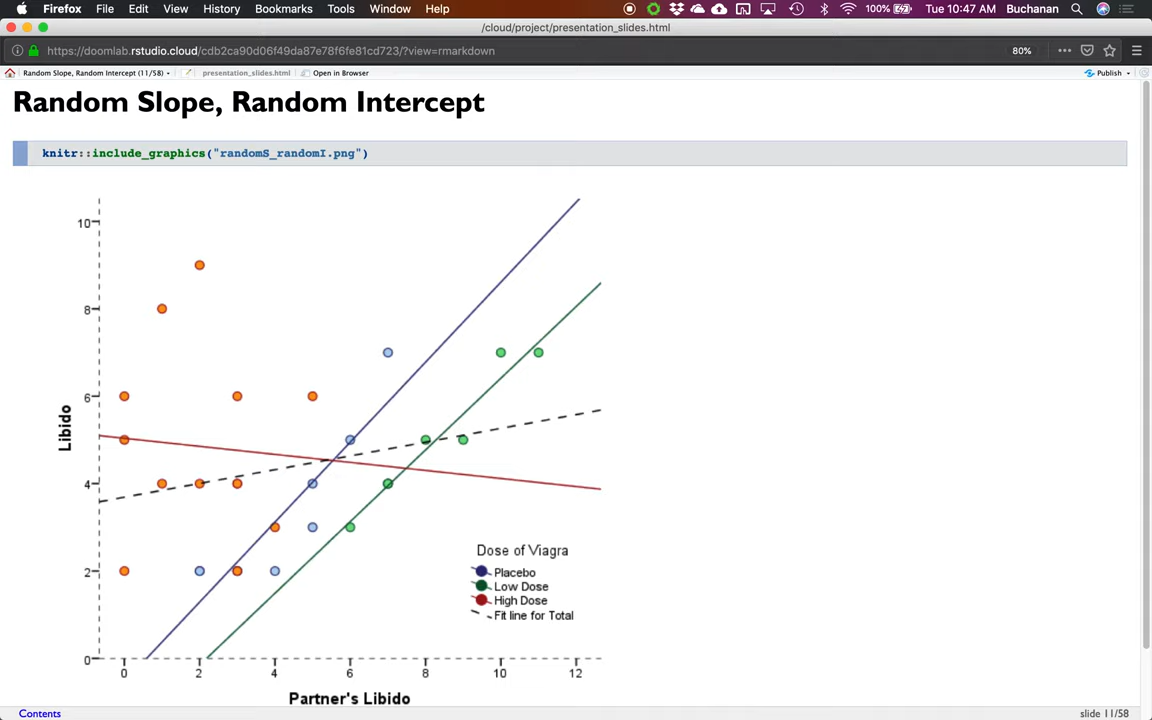 Firefox File Edit View History Bookmarks Tools Window Help 100% Tue 10:47 AM Buchanan
/cloud/project/presentation_slides.html
https://doomlab.rstudio.cloud/cdb2ca90d06f49da87e78f6fe81cd723/?view=rmarkdown 80%
Random Slope, Random Intercept (11/58) presentation_slides.html Open in Browser Publish
Random Slope, Random Intercept
knitr::include_graphics("randomS_randomI.png")
10
8
6
4
2
0
Libido
Dose of Viagra
Placebo
Low Dose
High Dose
Fit line for Total
0 2 4 6 8 10 12
Partner's Libido
Contents slide 11/58